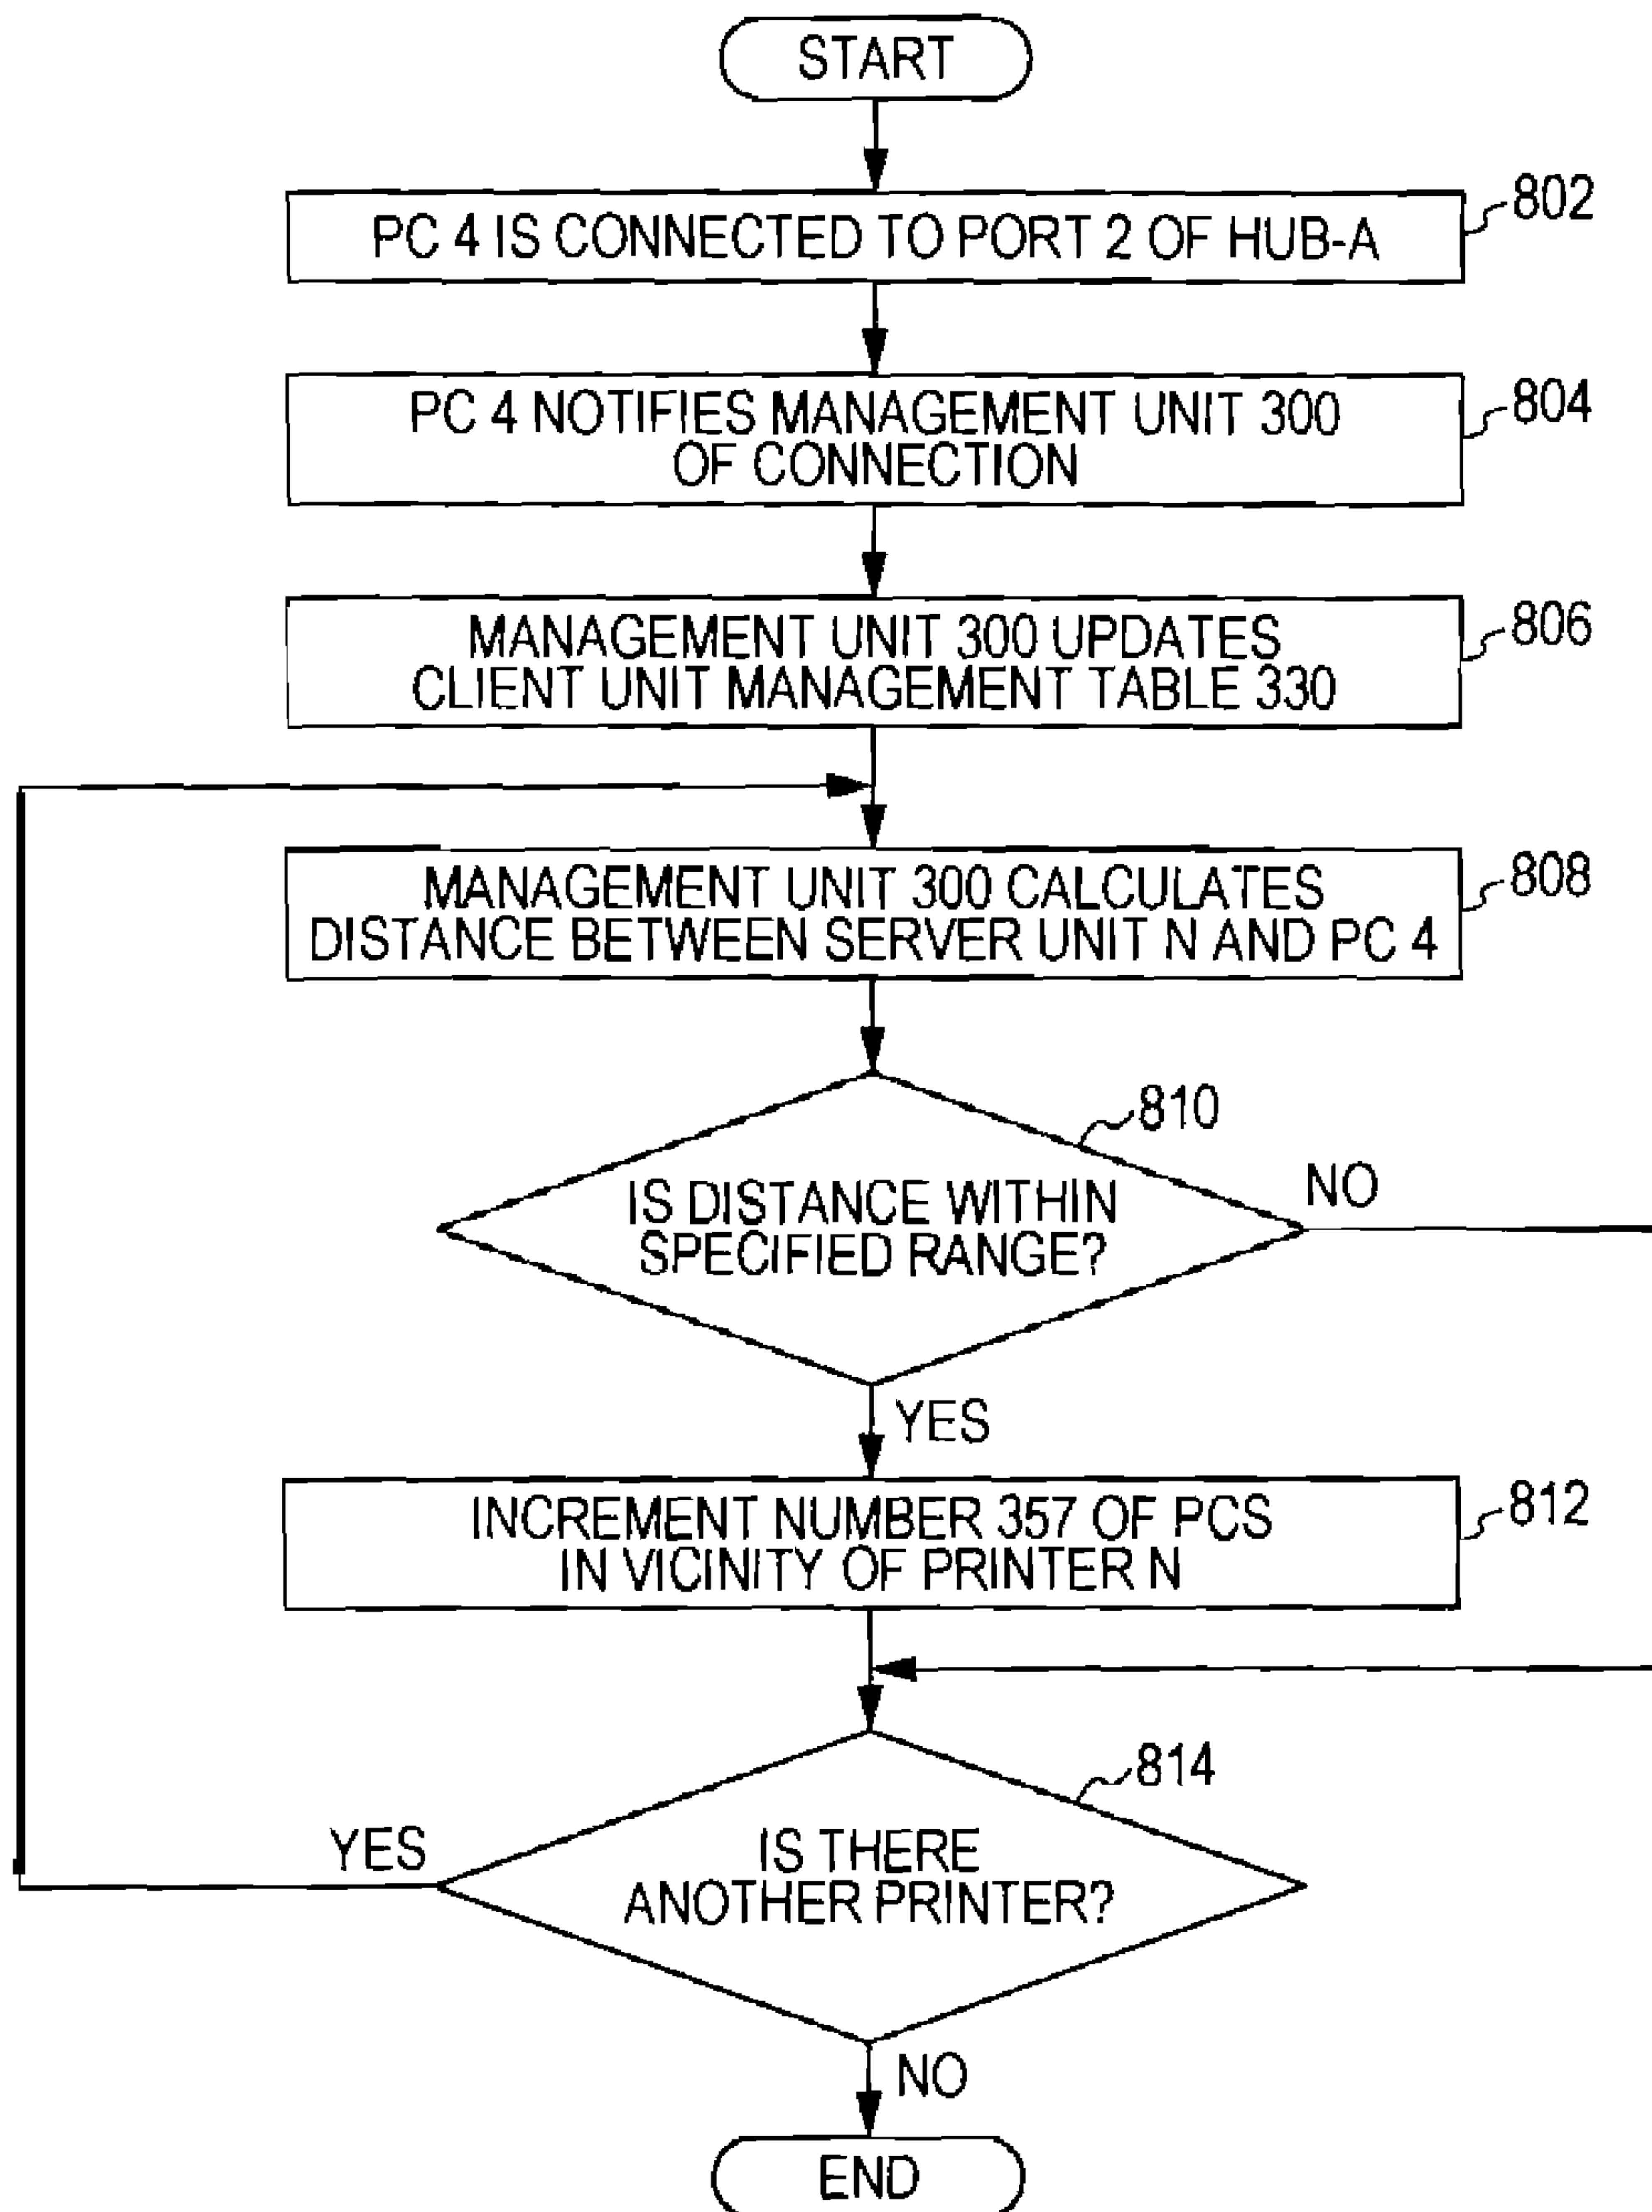 START
PC 4 IS CONNECTED TO PORT 2 OF HUB-A
802
PC 4 NOTIFIES MANAGEMENT UNIT 300
OF CONNECTION
804
MANAGEMENT UNIT 300 UPDATES
CLIENT UNIT MANAGEMENT TABLE 330
806
MANAGEMENT UNIT 300 CALCULATES
DISTANCE BETWEEN SERVER UNIT N AND PC 4
808
810
IS DISTANCE WITHIN
SPECIFIED RANGE?
NO
YES
INCREMENT NUMBER 357 OF PCS
IN VICINITY OF PRINTER N
812
814
IS THERE
ANOTHER PRINTER?
YES
NO
END